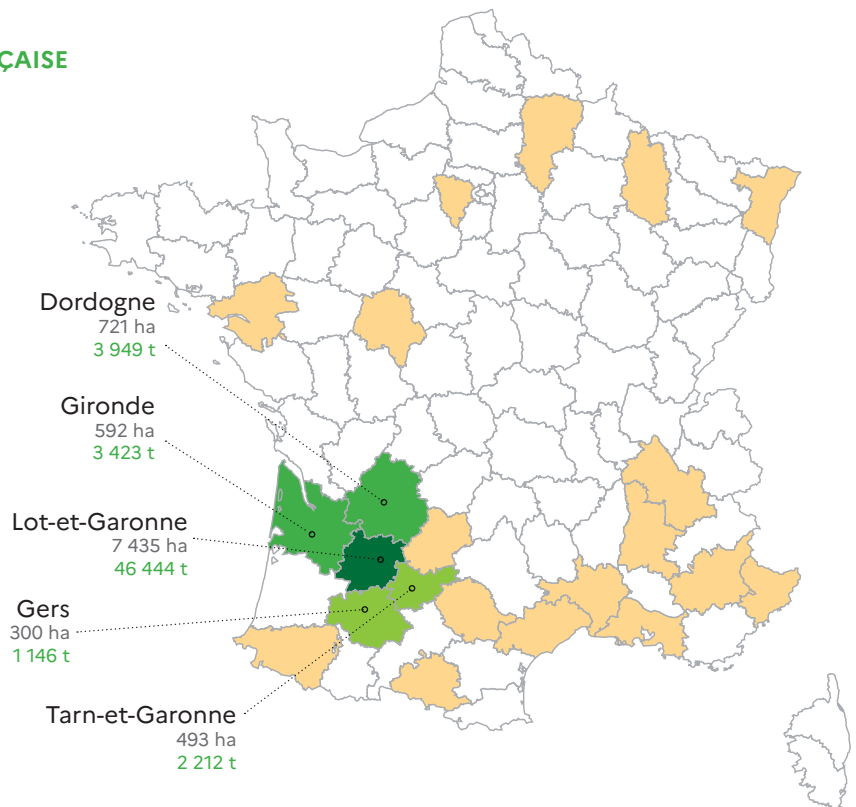 ÇAISE
Dordogne
721 ha
3 949 t
Gironde
592 ha
3 423 t
Lot-et-Garonne
7 435 ha
46 444 t
Gers
300 ha
1 146 t
Tarn-et-Garonne
493 ha
2 212 t